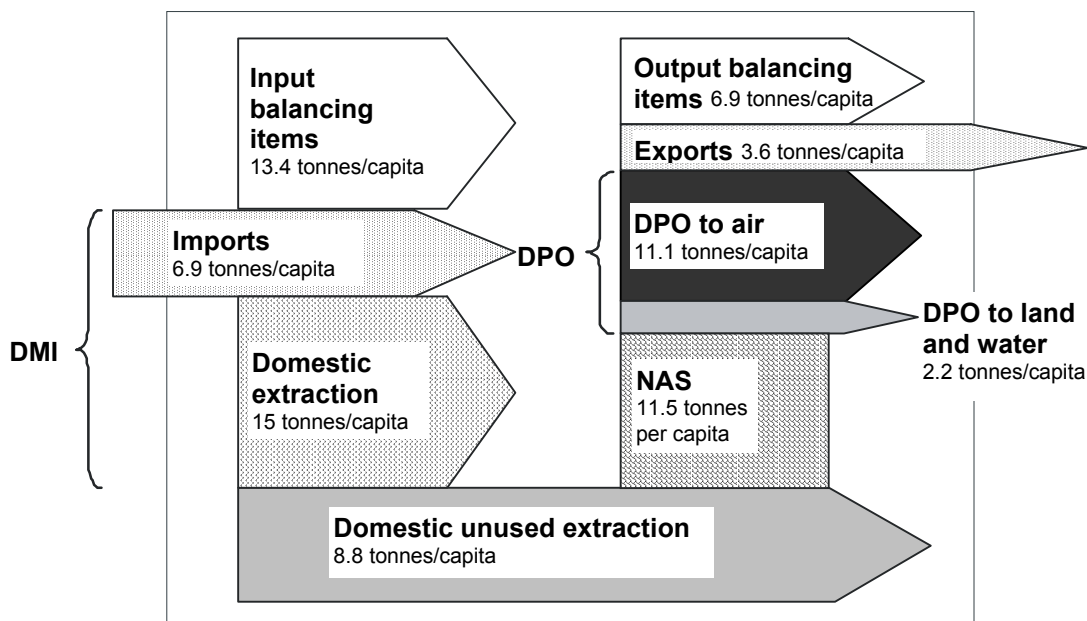 Input
balancing
items
13.4 tonnes/capita
Output balancing
items 6.9 tonnes/capita
Exports 3.6 tonnes/capita
Imports
6.9 tonnes/capita
DPO
DPO to air
11.1 tonnes/capita
DPO to land
and water
2.2 tonnes/capita
DMI
Domestic
extraction
15 tonnes/capita
NAS
11.5 tonnes
per capita
Domestic unused extraction
8.8 tonnes/capita